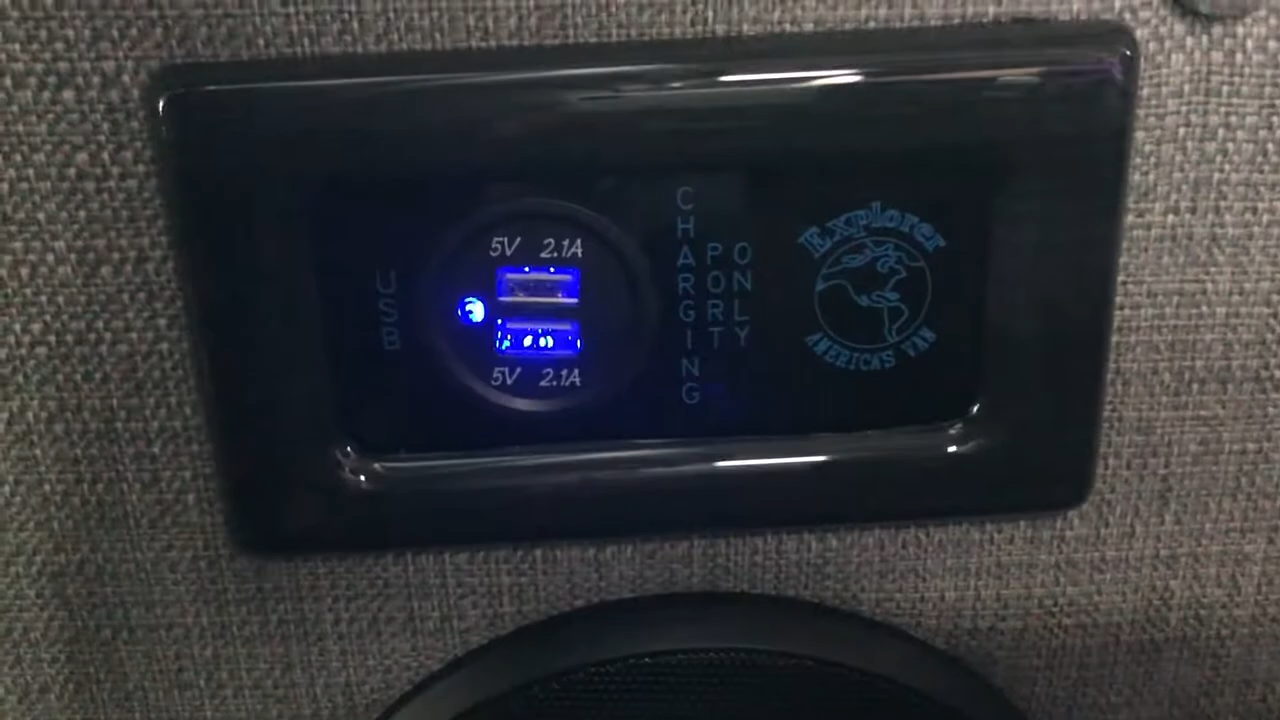 USB
5V 2.1A
5V 2.1A
CHARGING
PORT
ONLY
Explorer
AMERICA'S VAN